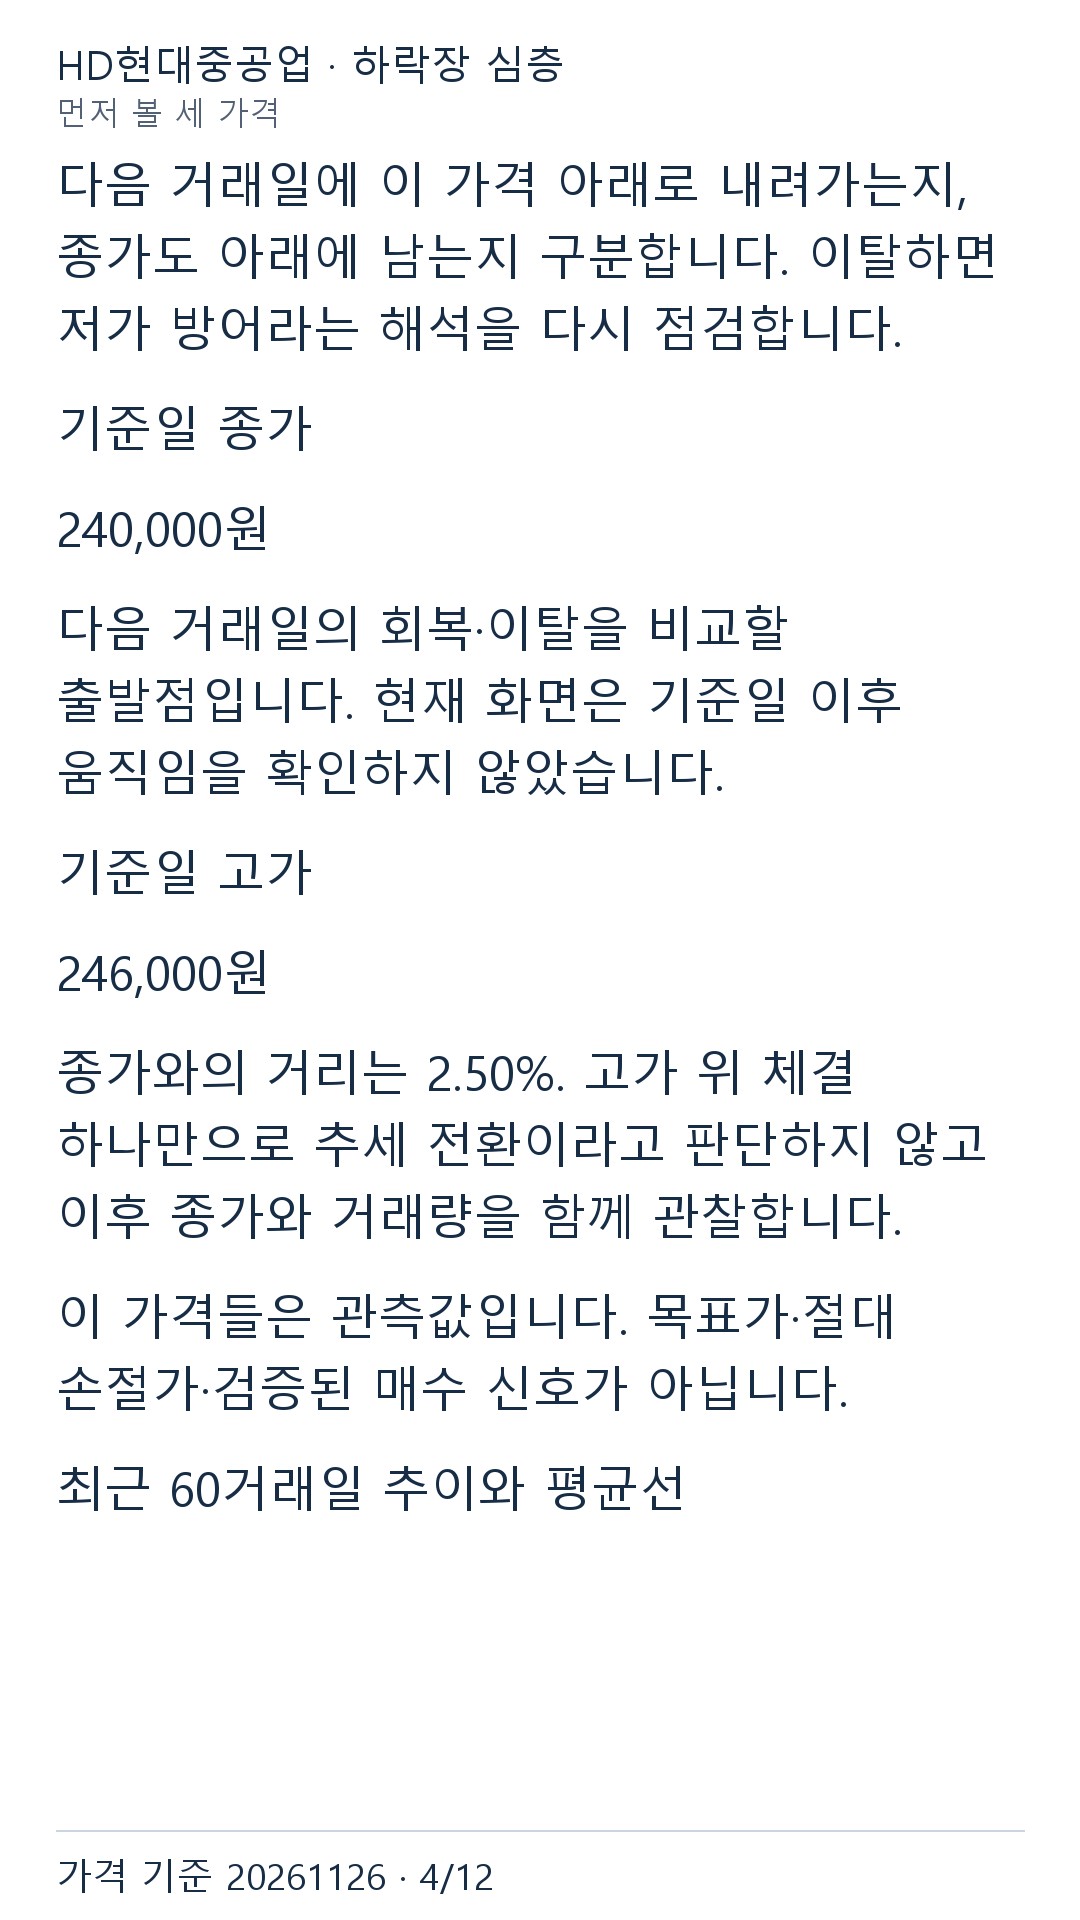 HD현대중공업 · 하락장 심층
먼저 볼 세 가격
다음 거래일에 이 가격 아래로 내려가는지,
종가도 아래에 남는지 구분합니다. 이탈하면
저가 방어라는 해석을 다시 점검합니다.
기준일 종가
240,000원
다음 거래일의 회복·이탈을 비교할
출발점입니다. 현재 화면은 기준일 이후
움직임을 확인하지 않았습니다.
기준일 고가
246,000원
종가와의 거리는 2.50%. 고가 위 체결
하나만으로 추세 전환이라고 판단하지 않고
이후 종가와 거래량을 함께 관찰합니다.
이 가격들은 관측값입니다. 목표가·절대
손절가·검증된 매수 신호가 아닙니다.
최근 60거래일 추이와 평균선
가격 기준 20261126 · 4/12